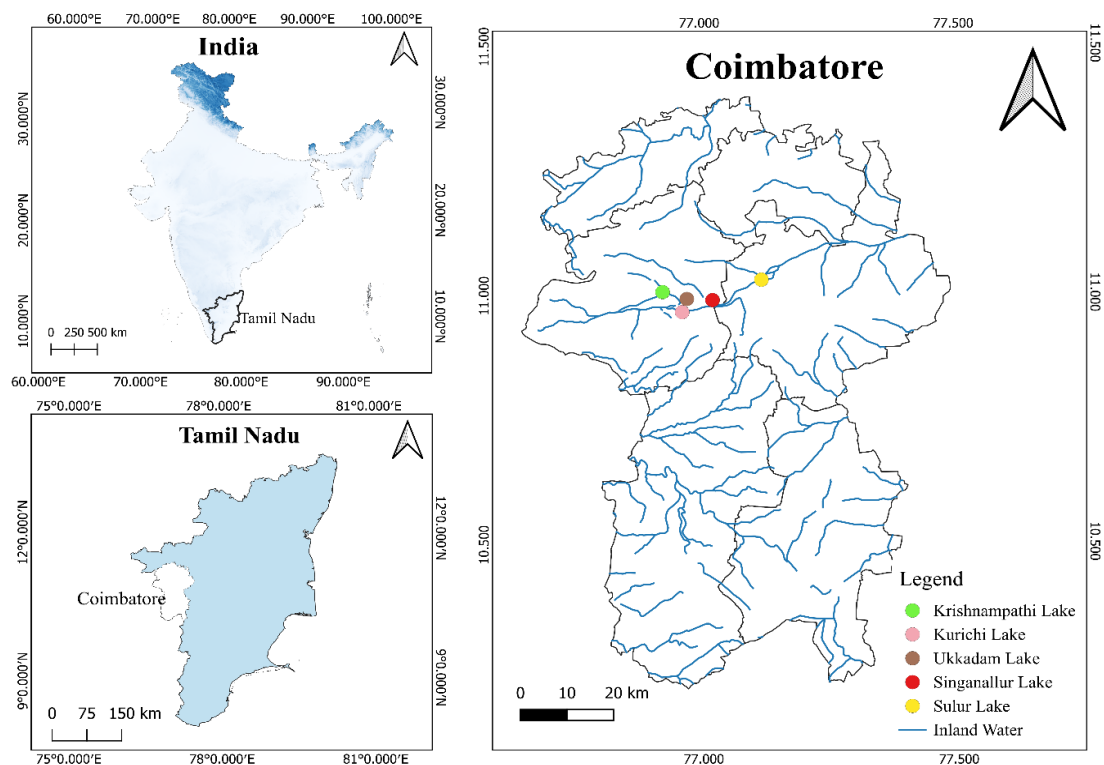 60.000°E 70.000°E 80.000°E 90.000°E 100.000°E
India
30.000°N
20.000°N
10.000°N
30.000°N
20.000°N
10.000°N
Tamil Nadu
0 250 500 km
60.000°E 70.000°E 80.000°E 90.000°E
75°0.000'E 78°0.000'E 81°0.000'E
Tamil Nadu
12°0.000'N
9°0.000'N
12°0.000'N
9°0.000'N
Coimbatore
0 75 150 km
75°0.000'E 78°0.000'E 81°0.000'E
77.000 77.500
Coimbatore
11.500
11.000
10.500
11.500
11.000
10.500
Legend
Krishnampathi Lake
Kurichi Lake
Ukkadam Lake
Singanallur Lake
Sulur Lake
Inland Water
0 10 20 km
77.000 77.500